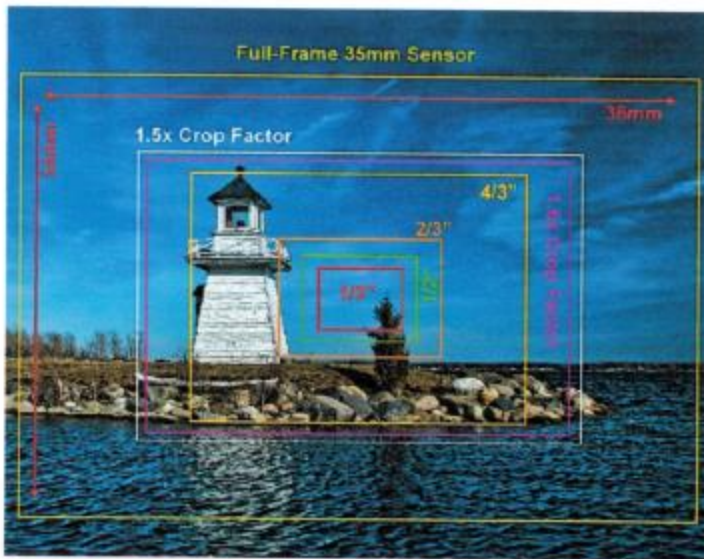 Full-Frame 35mm Sensor
36mm
1.5x Crop Factor
4/3"
2/3"
1/2"
1.6x Crop Factor